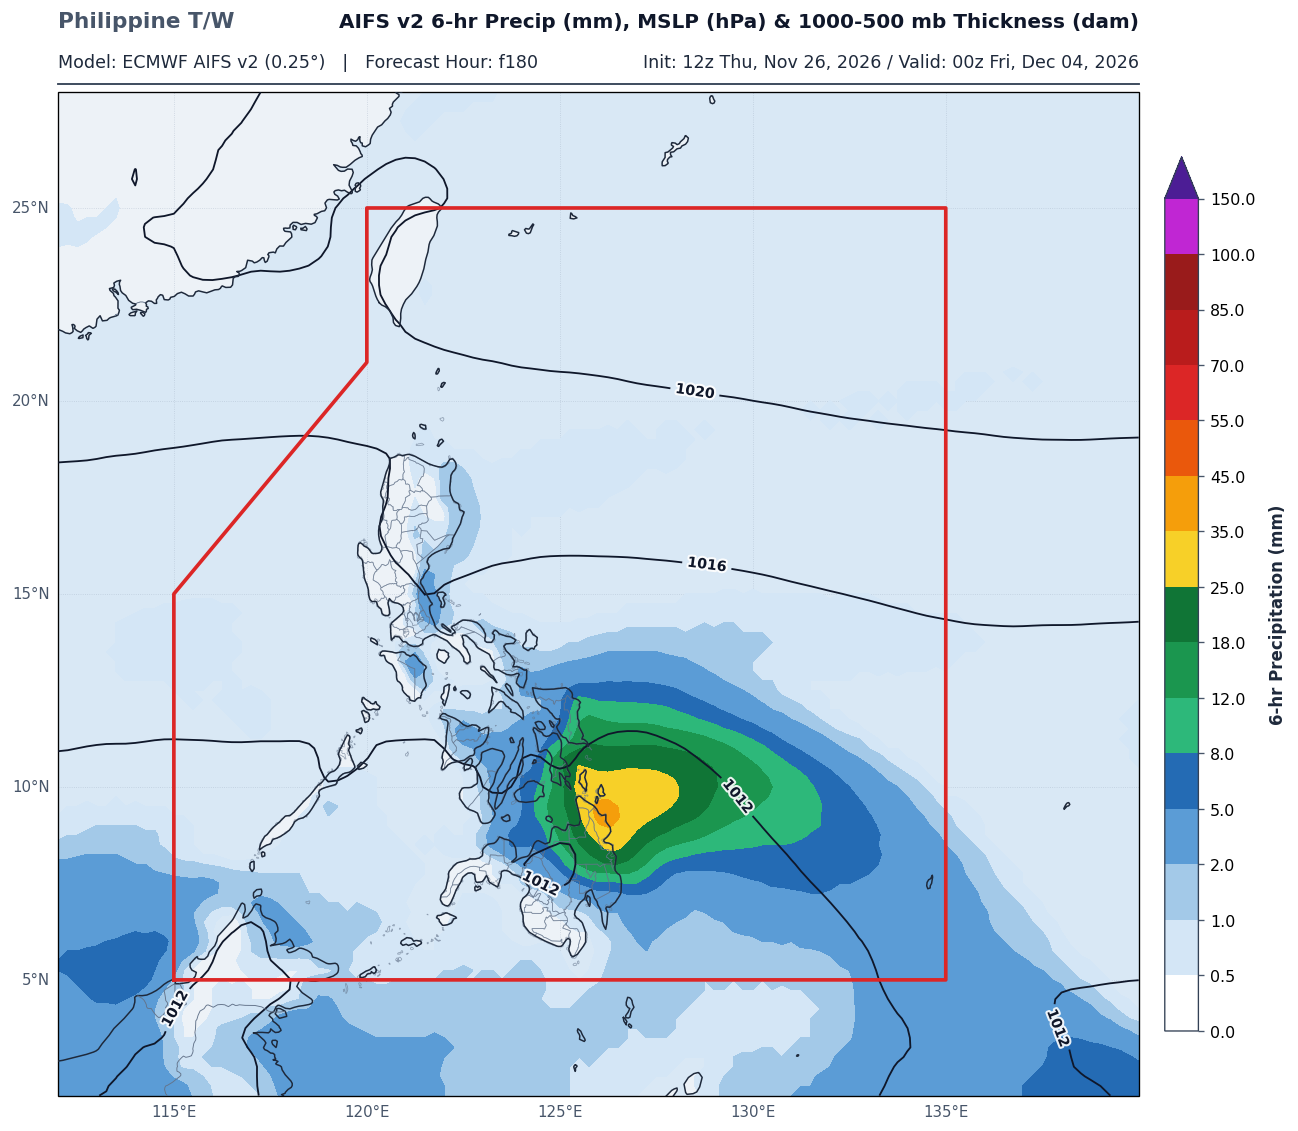 Philippine T/W
AIFS v2 6-hr Precip (mm), MSLP (hPa) & 1000-500 mb Thickness (dam)
Model: ECMWF AIFS v2 (0.25°)   |   Forecast Hour: f180
Init: 12z Thu, Nov 26, 2026 / Valid: 00z Fri, Dec 04, 2026
25°N
20°N
15°N
10°N
5°N
115°E
120°E
125°E
130°E
135°E
1020
1016
1012
1012
1012
1012
150.0
100.0
85.0
70.0
55.0
45.0
35.0
25.0
18.0
12.0
8.0
5.0
2.0
1.0
0.5
0.0
6-hr Precipitation (mm)